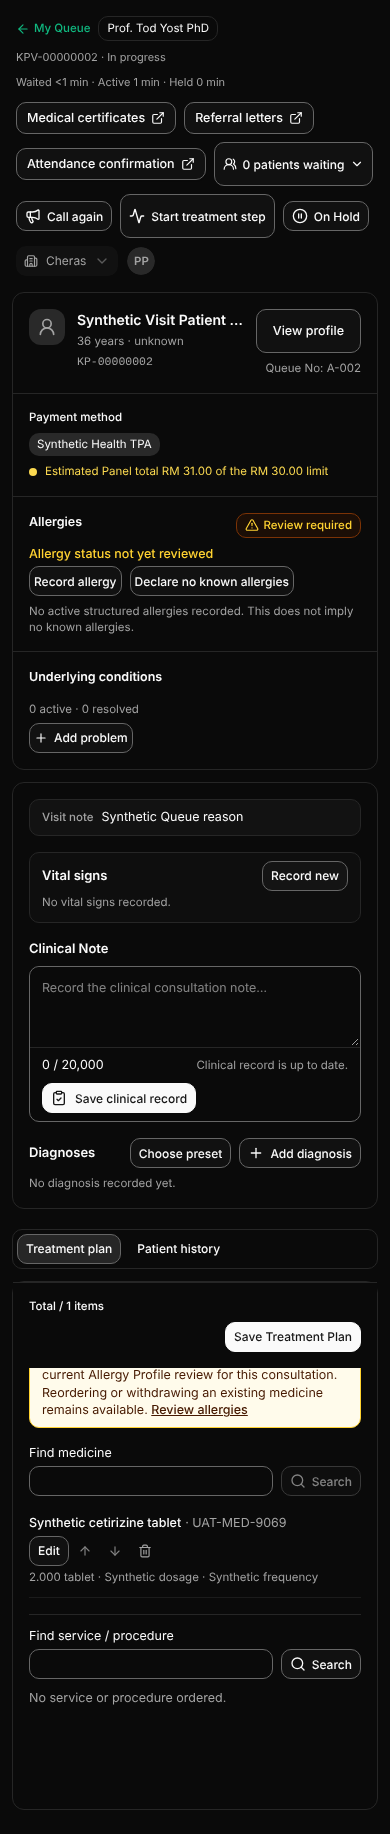 My Queue
Prof. Tod Yost PhD
KPV-00000002 · In progress
Waited <1 min · Active 1 min · Held 0 min
Medical certificates
Referral letters
Attendance confirmation
0 patients waiting
Call again
Start treatment step
On Hold
Cheras
PP
Synthetic Visit Patient ...
View profile
36 years · unknown
KP-00000002
Queue No: A-002
Payment method
Synthetic Health TPA
Estimated Panel total RM 31.00 of the RM 30.00 limit
Allergies
Review required
Allergy status not yet reviewed
Record allergy
Declare no known allergies
No active structured allergies recorded. This does not imply
no known allergies.
Underlying conditions
0 active · 0 resolved
Add problem
Visit note Synthetic Queue reason
Vital signs
Record new
No vital signs recorded.
Clinical Note
Record the clinical consultation note...
0 / 20,000
Clinical record is up to date.
Save clinical record
Diagnoses
Choose preset
Add diagnosis
No diagnosis recorded yet.
Treatment plan
Patient history
Total / 1 items
Save Treatment Plan
current Allergy Profile review for this consultation.
Reordering or withdrawing an existing medicine
remains available. Review allergies
Find medicine
Search
Synthetic cetirizine tablet · UAT-MED-9069
Edit
2.000 tablet · Synthetic dosage · Synthetic frequency
Find service / procedure
Search
No service or procedure ordered.